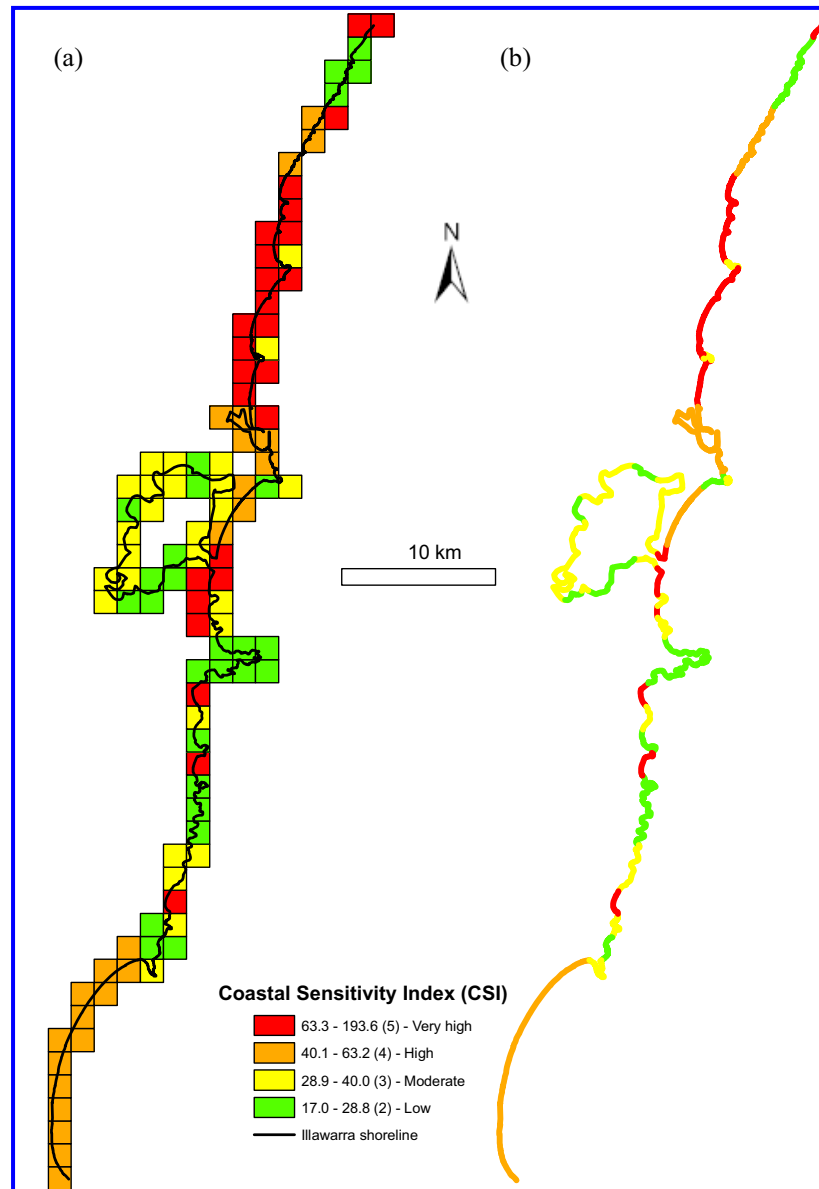 (a)
(b)
N
10 km
Coastal Sensitivity Index (CSI)
63.3 - 193.6 (5) - Very high
40.1 - 63.2 (4) - High
28.9 - 40.0 (3) - Moderate
17.0 - 28.8 (2) - Low
Illawarra shoreline